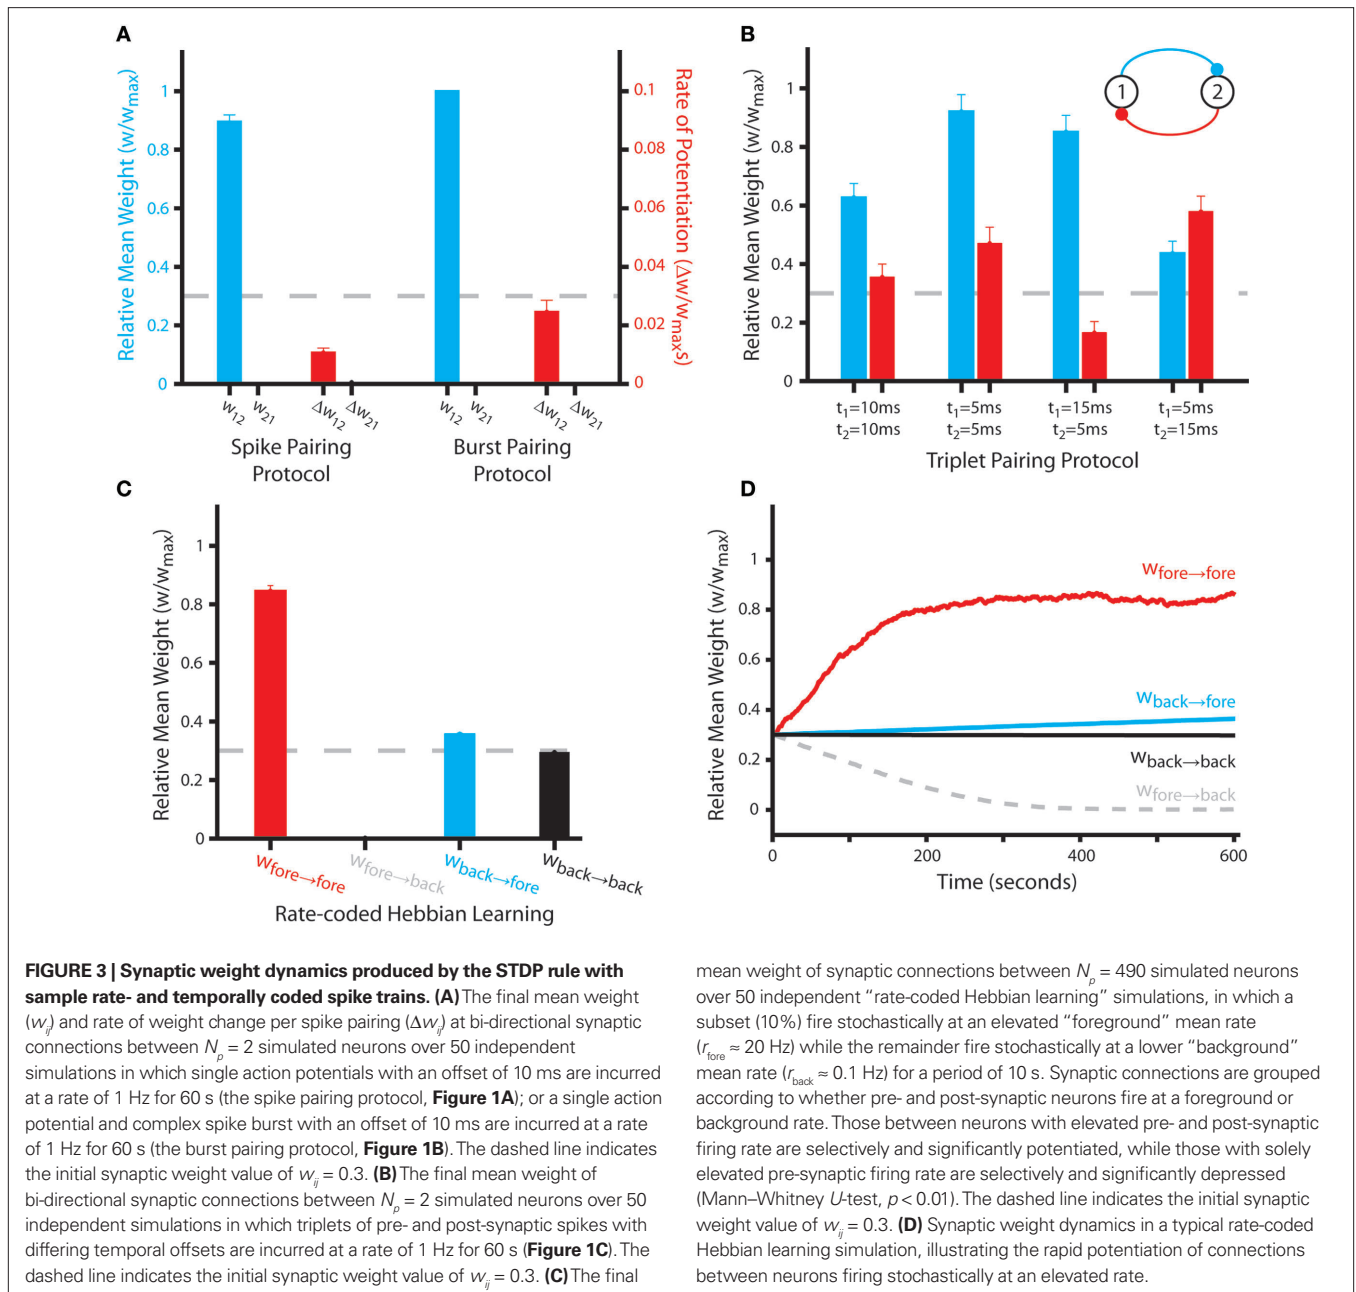 A
Relative Mean Weight (w/wmax)
1
0.8
0.6
0.4
0.2
0
0.1
0.08
0.06
0.04
0.02
0
Rate of Potentiation (Δw/wmaxs)
w12
w21
Δw12
Δw21
w12
w21
Δw12
Δw21
Spike Pairing
Protocol
Burst Pairing
Protocol
B
Relative Mean Weight (w/wmax)
1
0.8
0.6
0.4
0.2
0
1
2
t1=10ms
t2=10ms
t1=5ms
t2=5ms
t1=15ms
t2=5ms
t1=5ms
t2=15ms
Triplet Pairing Protocol
C
Relative Mean Weight (w/wmax)
1
0.8
0.6
0.4
0.2
0
wfore→fore
wfore→back
wback→fore
wback→back
Rate-coded Hebbian Learning
D
Relative Mean Weight (w/wmax)
1
0.8
0.6
0.4
0.2
0
wfore→fore
wback→fore
wback→back
wfore→back
0
200
400
600
Time (seconds)
FIGURE 3 | Synaptic weight dynamics produced by the STDP rule with
sample rate- and temporally coded spike trains. (A) The final mean weight
(wij) and rate of weight change per spike pairing (Δwij) at bi-directional synaptic
connections between Np = 2 simulated neurons over 50 independent
simulations in which single action potentials with an offset of 10 ms are incurred
at a rate of 1 Hz for 60 s (the spike pairing protocol, Figure 1A); or a single action
potential and complex spike burst with an offset of 10 ms are incurred at a rate
of 1 Hz for 60 s (the burst pairing protocol, Figure 1B). The dashed line indicates
the initial synaptic weight value of wij = 0.3. (B) The final mean weight of
bi-directional synaptic connections between Np = 2 simulated neurons over 50
independent simulations in which triplets of pre- and post-synaptic spikes with
differing temporal offsets are incurred at a rate of 1 Hz for 60 s (Figure 1C). The
dashed line indicates the initial synaptic weight value of wij = 0.3. (C) The final
mean weight of synaptic connections between Np = 490 simulated neurons
over 50 independent “rate-coded Hebbian learning” simulations, in which a
subset (10%) fire stochastically at an elevated “foreground” mean rate
(rfore ≈ 20 Hz) while the remainder fire stochastically at a lower “background”
mean rate (rback ≈ 0.1 Hz) for a period of 10 s. Synaptic connections are grouped
according to whether pre- and post-synaptic neurons fire at a foreground or
background rate. Those between neurons with elevated pre- and post-synaptic
firing rate are selectively and significantly potentiated, while those with solely
elevated pre-synaptic firing rate are selectively and significantly depressed
(Mann–Whitney U-test, p < 0.01). The dashed line indicates the initial synaptic
weight value of wij = 0.3. (D) Synaptic weight dynamics in a typical rate-coded
Hebbian learning simulation, illustrating the rapid potentiation of connections
between neurons firing stochastically at an elevated rate.